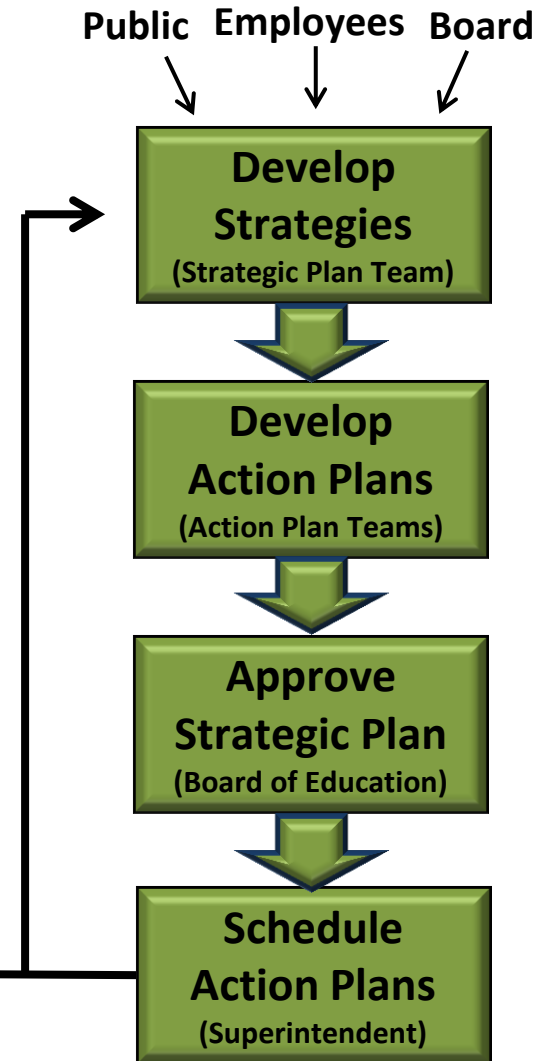 Public Employees Board
Develop
Strategies
(Strategic Plan Team)
Develop
Action Plans
(Action Plan Teams)
Approve
Strategic Plan
(Board of Education)
Schedule
Action Plans
(Superintendent)